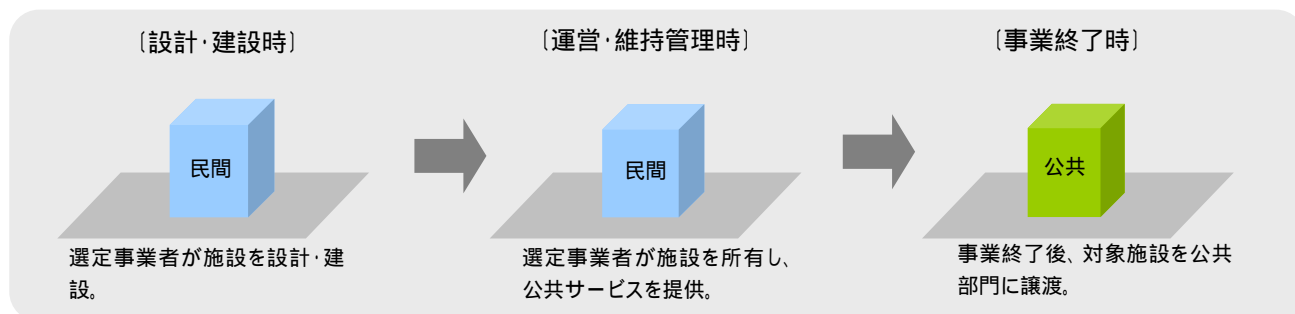 〔設計・建設時〕
〔運営・維持管理時〕
〔事業終了時〕
民間
民間
公共
選定事業者が施設を設計・建
設。
選定事業者が施設を所有し、
公共サービスを提供。
事業終了後、対象施設を公共
部門に譲渡。